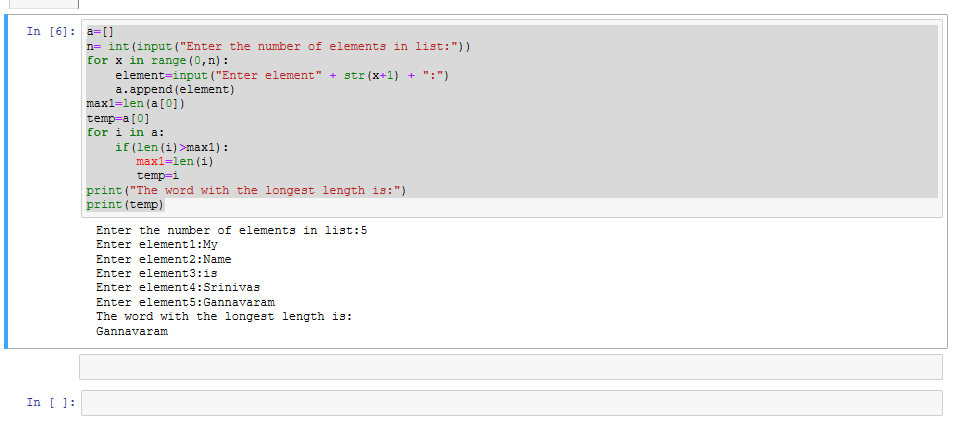 In [6]:
a=[]
n= int(input("Enter the number of elements in list:"))
for x in range(0,n):
    element=input("Enter element" + str(x+1) + ":")
    a.append(element)
max1=len(a[0])
temp=a[0]
for i in a:
    if(len(i)>max1):
       max1=len(i)
       temp=i
print("The word with the longest length is:")
print(temp)
Enter the number of elements in list:5
Enter element1:My
Enter element2:Name
Enter element3:is
Enter element4:Srinivas
Enter element5:Gannavaram
The word with the longest length is:
Gannavaram
In [ ]: